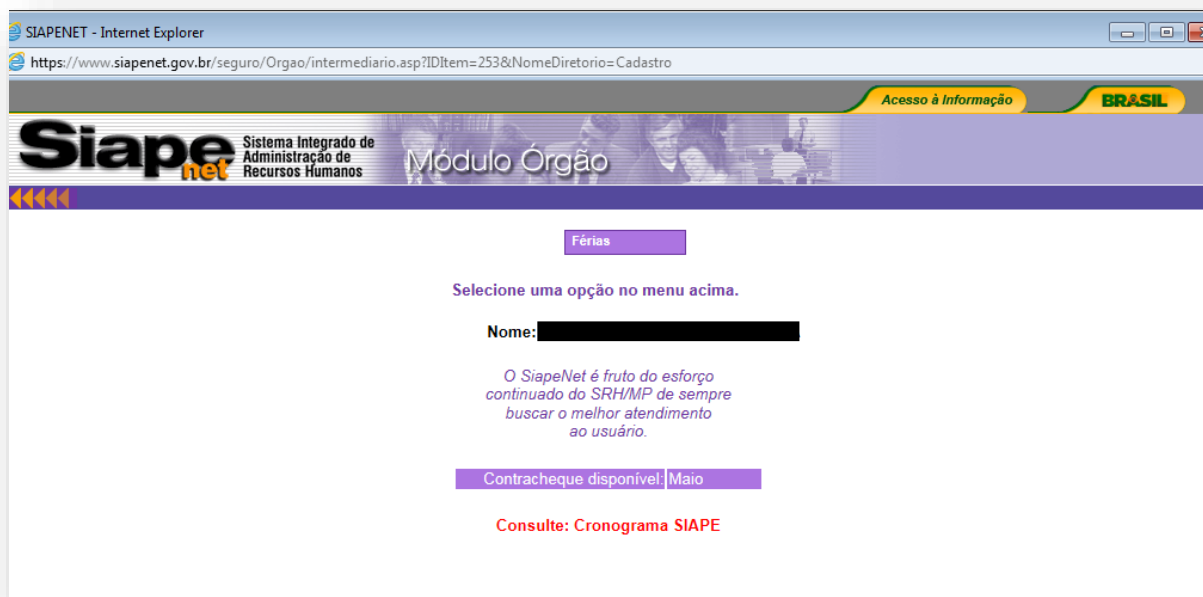 SIAPENET - Internet Explorer
https://www.siapenet.gov.br/seguro/Orgao/intermediario.asp?IDItem=253&NomeDiretorio=Cadastro
Acesso à Informação
BRASIL
Siape net
Sistema Integrado de
Administração de
Recursos Humanos
Módulo Órgão
Férias
Selecione uma opção no menu acima.
Nome:
O SiapeNet é fruto do esforço
continuado do SRH/MP de sempre
buscar o melhor atendimento
ao usuário.
Contracheque disponível: Maio
Consulte: Cronograma SIAPE